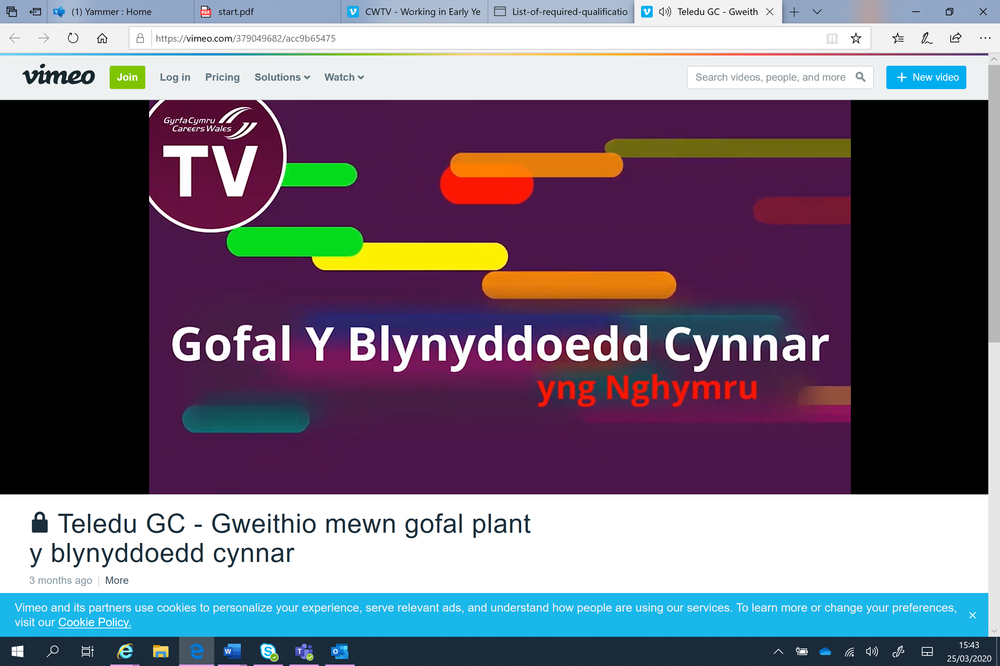 (1) Yammer : Home
start.pdf
CWTV - Working in Early Ye
List-of-required-qualificatio
Teledu GC - Gweith
https://vimeo.com/379049682/acc9b65475
vimeo
Join
Log in
Pricing
Solutions
Watch
Search videos, people, and more
New video
GyrfaCymru
CareersWales
TV
Gofal Y Blynyddoedd Cynnar
yng Nghymru
Teledu GC - Gweithio mewn gofal plant
y blynyddoedd cynnar
3 months ago | More
Vimeo and its partners use cookies to personalize your experience, serve relevant ads, and understand how people are using our services. To learn more or change your preferences,
visit our Cookie Policy.
15:43
25/03/2020